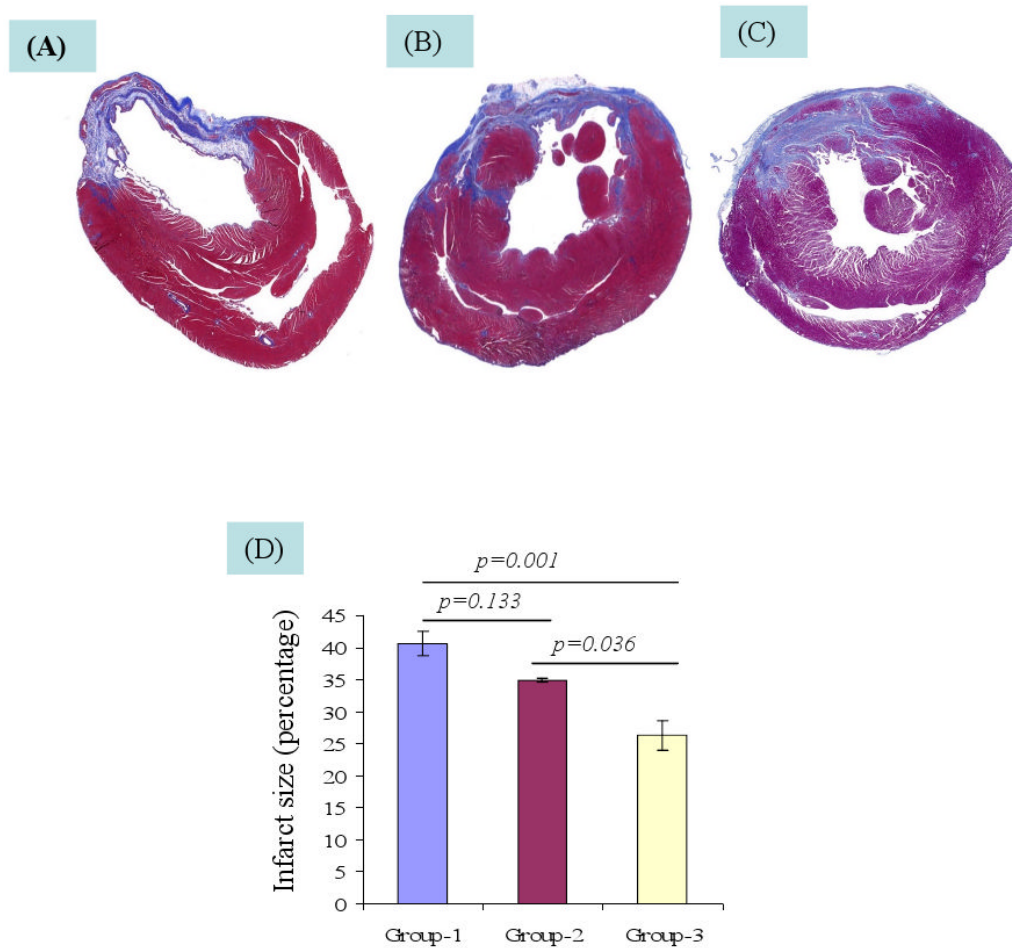 (A)
(B)
(C)
(D)
p=0.001
p=0.133
p=0.036
Infarct size (percentage)
45
40
35
30
25
20
15
10
5
0
Group-1 Group-2 Group-3